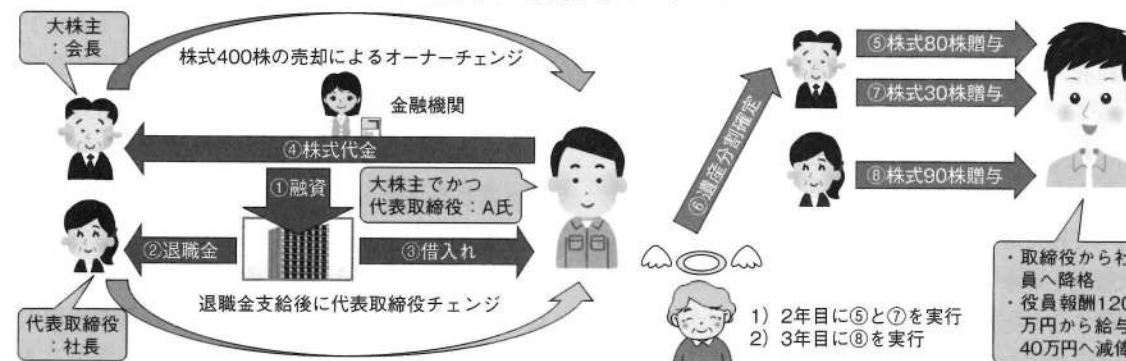 大株主
：会長
株式400株の売却によるオーナーチェンジ
金融機関
④株式代金
①融資
大株主でかつ
代表取締役：A氏
②退職金
③借入れ
退職金支給後に代表取締役チェンジ
代表取締役
：社長
⑥遺産分割確定
⑤株式80株贈与
⑦株式30株贈与
⑧株式90株贈与
1）2年目に⑤と⑦を実行
2）3年目に⑧を実行
・取締役から社
員へ降格
・役員報酬120
万円から給与
40万円へ減